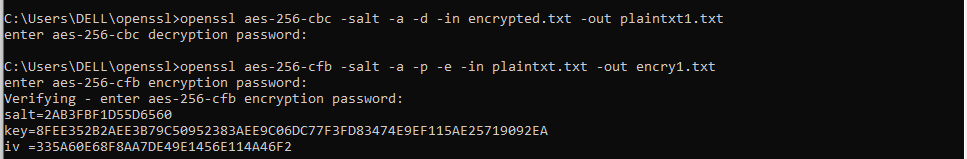 C:\Users\DELL\openssl>openssl aes-256-cbc -salt -a -d -in encrypted.txt -out plaintxt1.txt
enter aes-256-cbc decryption password:
C:\Users\DELL\openssl>openssl aes-256-cfb -salt -a -p -e -in plaintxt.txt -out encry1.txt
enter aes-256-cfb encryption password:
Verifying - enter aes-256-cfb encryption password:
salt=2AB3FBF1D55D6560
key=8FEE352B2AEE3B79C50952383AEE9C06DC77F3FD83474E9EF115AE25719092EA
iv =335A60E68F8AA7DE49E1456E114A46F2